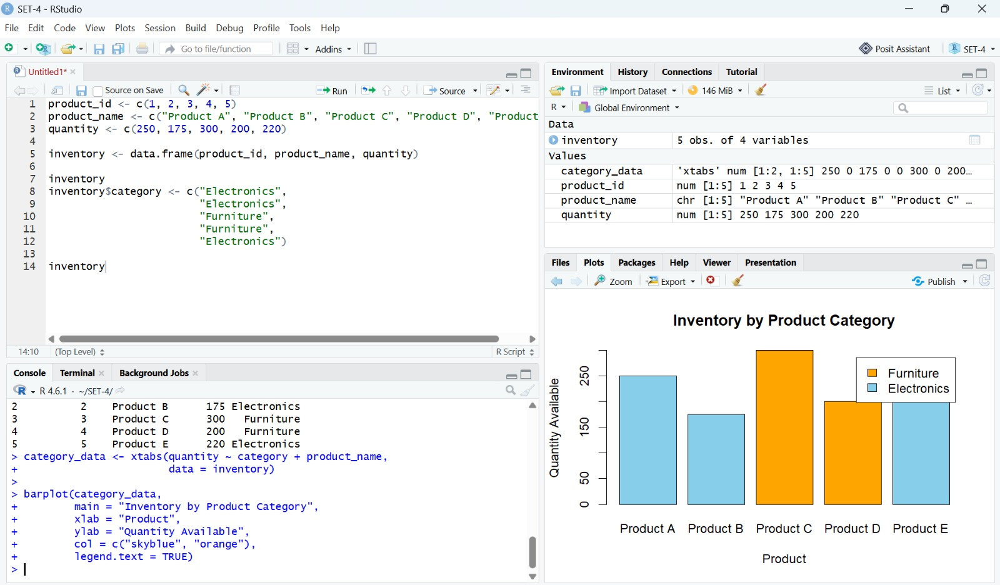 SET-4 - RStudio
File Edit Code View Plots Session Build Debug Profile Tools Help
Go to file/function Addins Posit Assistant SET-4
Untitled1*
Source on Save Run Source
1 product_id <- c(1, 2, 3, 4, 5)
2 product_name <- c("Product A", "Product B", "Product C", "Product D", "Product
3 quantity <- c(250, 175, 300, 200, 220)
4
5 inventory <- data.frame(product_id, product_name, quantity)
6
7 inventory
8 inventory$category <- c("Electronics",
9 "Electronics",
10 "Furniture",
11 "Furniture",
12 "Electronics")
13
14 inventory
14:10 (Top Level) R Script
Console Terminal Background Jobs
R 4.6.1 · ~/SET-4/
2 2 Product B 175 Electronics
3 3 Product C 300 Furniture
4 4 Product D 200 Furniture
5 5 Product E 220 Electronics
> category_data <- xtabs(quantity ~ category + product_name,
+ data = inventory)
>
> barplot(category_data,
+ main = "Inventory by Product Category",
+ xlab = "Product",
+ ylab = "Quantity Available",
+ col = c("skyblue", "orange"),
+ legend.text = TRUE)
>
Environment History Connections Tutorial
Import Dataset 146 MiB List
R Global Environment
Data
inventory 5 obs. of 4 variables
Values
category_data 'xtabs' num [1:2, 1:5] 250 0 175 0 0 300 0 200…
product_id num [1:5] 1 2 3 4 5
product_name chr [1:5] "Product A" "Product B" "Product C" …
quantity num [1:5] 250 175 300 200 220
Files Plots Packages Help Viewer Presentation
Zoom Export Publish
Inventory by Product Category
Quantity Available
250
150
50
0
Furniture
Electronics
Product A Product B Product C Product D Product E
Product